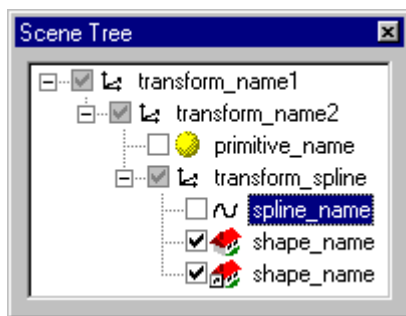 Scene Tree
transform_name1
transform_name2
primitive_name
transform_spline
spline_name
shape_name
shape_name